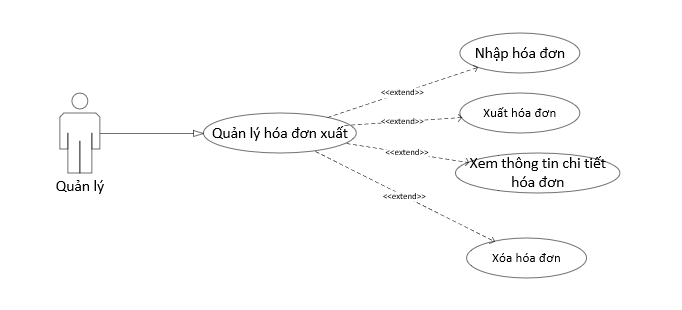 Nhập hóa đơn
<<extend>>
Xuất hóa đơn
<<extend>>
Quản lý hóa đơn xuất
<<extend>>
Xem thông tin chi tiết
hóa đơn
Quản lý
<<extend>>
Xóa hóa đơn